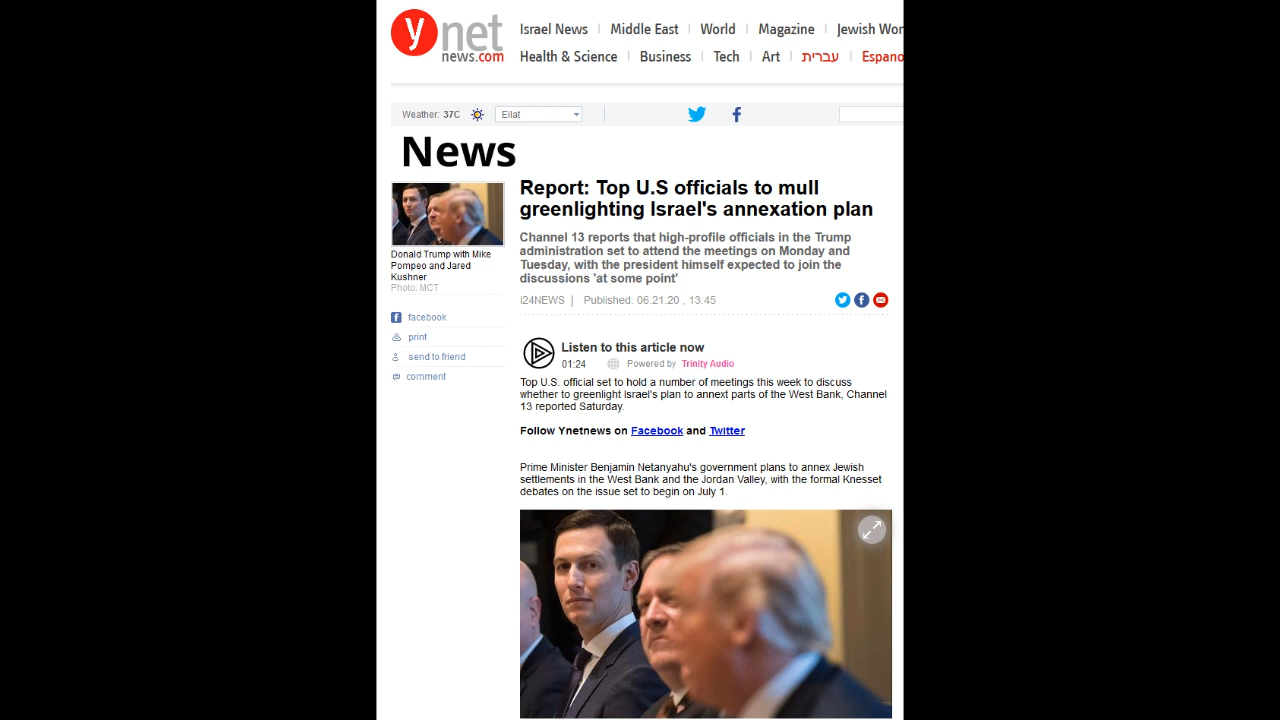 ynet
news.com
Israel News | Middle East | World | Magazine | Jewish Wor
Health & Science | Business | Tech | Art | עברית | Espano
Weather: 37C
Eilat
News
Report: Top U.S officials to mull
greenlighting Israel's annexation plan
Channel 13 reports that high-profile officials in the Trump
administration set to attend the meetings on Monday and
Tuesday, with the president himself expected to join the
discussions 'at some point'
i24NEWS | Published: 06.21.20 , 13:45
Donald Trump with Mike
Pompeo and Jared
Kushner
Photo: MCT
facebook
print
send to friend
comment
Listen to this article now
01:24 Powered by Trinity Audio
Top U.S. official set to hold a number of meetings this week to discuss
whether to greenlight Israel's plan to annext parts of the West Bank, Channel
13 reported Saturday.
Follow Ynetnews on Facebook and Twitter
Prime Minister Benjamin Netanyahu's government plans to annex Jewish
settlements in the West Bank and the Jordan Valley, with the formal Knesset
debates on the issue set to begin on July 1.